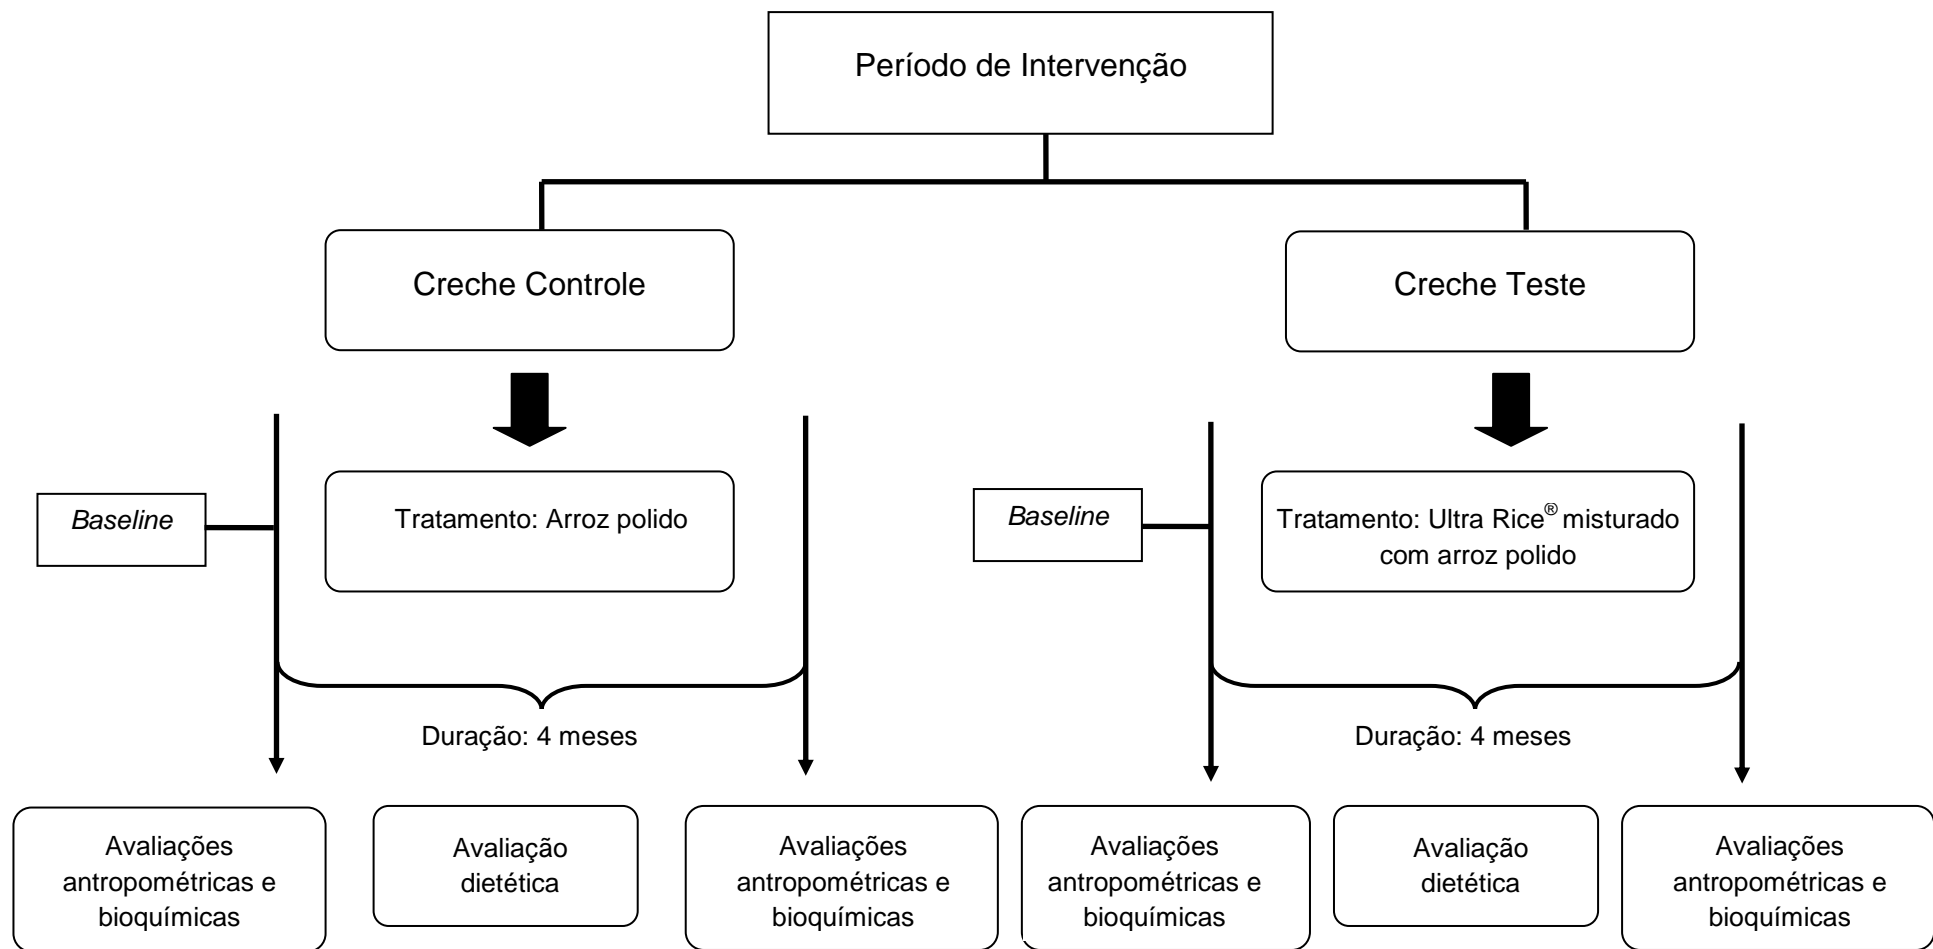 Período de Intervenção
Creche Controle
Creche Teste
Baseline
Tratamento: Arroz polido
Baseline
Tratamento: Ultra Rice® misturado
com arroz polido
Duração: 4 meses
Duração: 4 meses
Avaliações
antropométricas e
bioquímicas
Avaliação
dietética
Avaliações
antropométricas e
bioquímicas
Avaliações
antropométricas e
bioquímicas
Avaliação
dietética
Avaliações
antropométricas e
bioquímicas